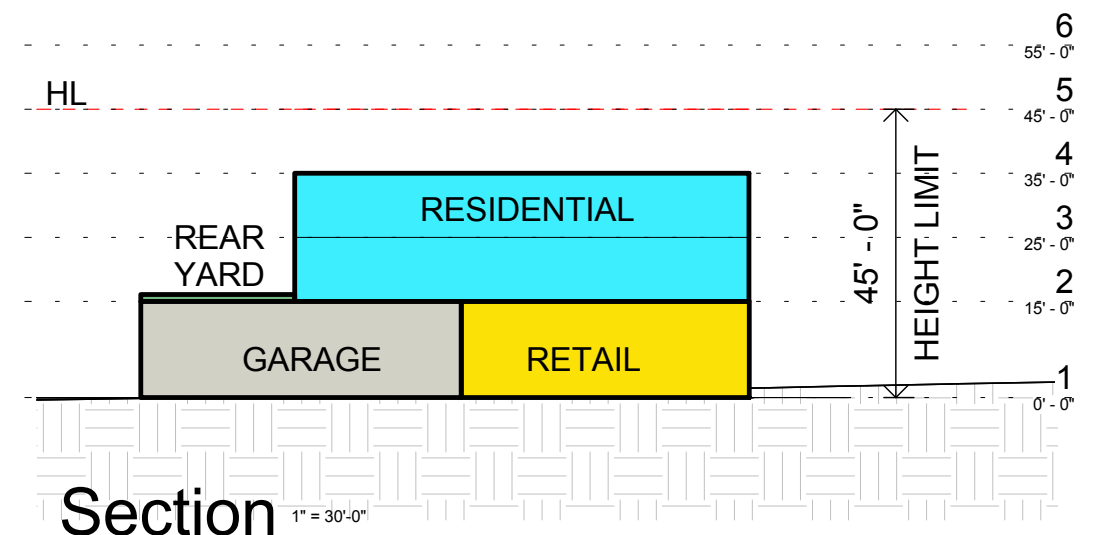 6
55' - 0"
HL
5
45' - 0"
4
35' - 0"
RESIDENTIAL
3
25' - 0"
REAR
YARD
45' - 0"
HEIGHT LIMIT
2
15' - 0"
GARAGE
RETAIL
1
0' - 0"
Section
1" = 30'-0"